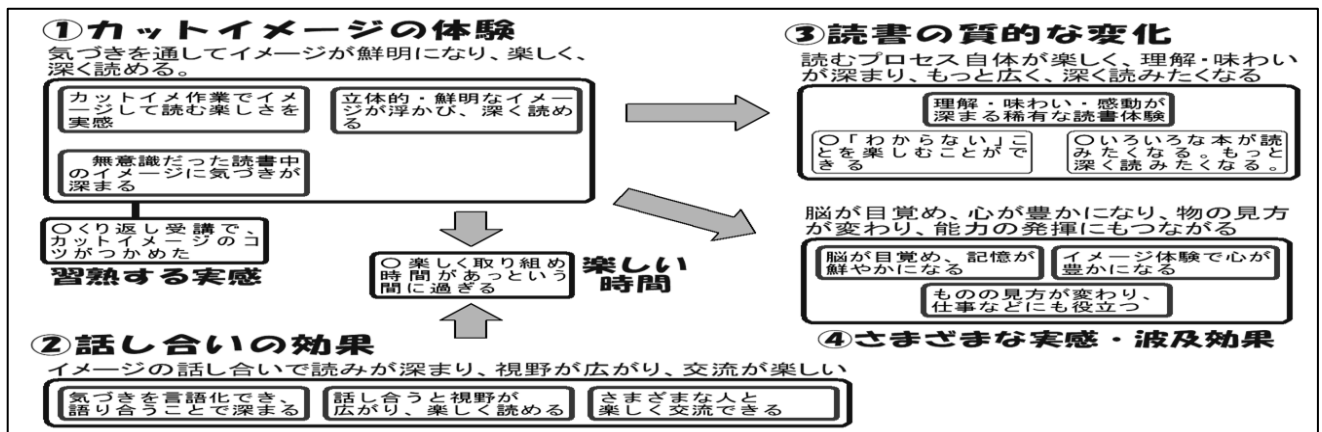 ①カットイメージの体験
気づきを通してイメージが鮮明になり、楽しく、
深く読める。
カットイメ作業でイメ
ージして読む楽しさを
実感
立体的・鮮明なイメー
ジが浮かび、深く読め
る
無意識だった読書中
のイメージに気づきが
深まる
〇くり返し受講で、
カットイメージのコ
ツがつかめた
習熟する実感
〇楽しく取り組め
時間があっという
間に過ぎる
楽しい
時間
②話し合いの効果
イメージの話し合いで読みが深まり、視野が広がり、交流が楽しい
気づきを言語化でき、
語り合うことで深まる
話し合うと視野が
広がり、楽しく読める
さまざまな人と
楽しく交流できる
③読書の質的な変化
読むプロセス自体が楽しく、理解・味わい
が深まり、もっと広く、深く読みたくなる
理解・味わい・感動が
深まる稀有な読書体験
〇「わからない」こ
とを楽しむことがで
きる
〇いろいろな本が読
みたくなる。もっと
深く読みたくなる。
脳が目覚め、心が豊かになり、物の見方
が変わり、能力の発揮にもつながる
脳が目覚め、記憶が
鮮やかになる
イメージ体験で心が
豊かになる
ものの見方が変わり、
仕事などにも役立つ
④さまざまな実感・波及効果